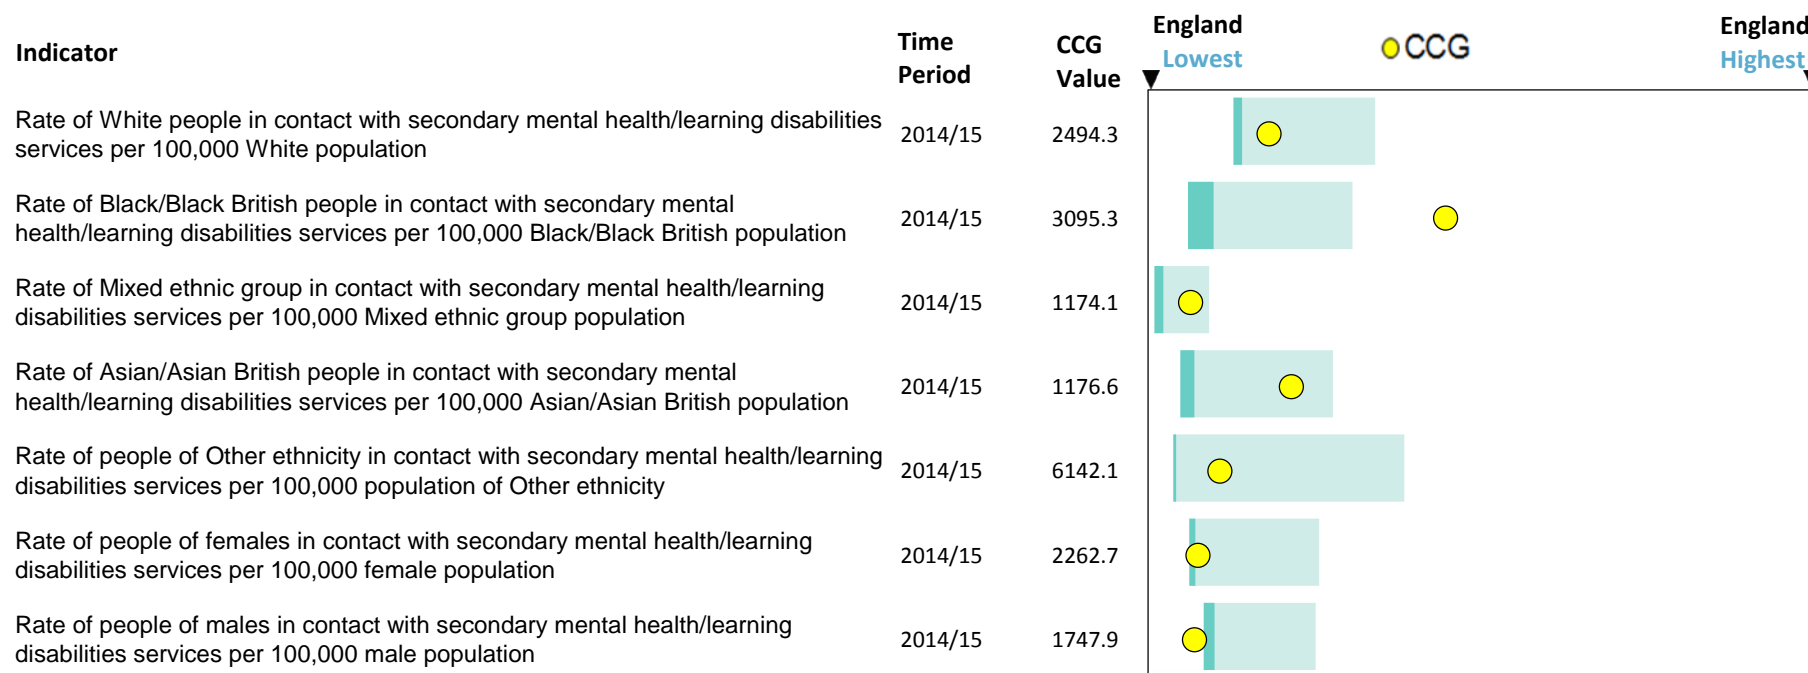 Indicator
Time Period
CCG Value
England Lowest
CCG
England Highest
Rate of White people in contact with secondary mental health/learning disabilities
services per 100,000 White population
2014/15
2494.3
Rate of Black/Black British people in contact with secondary mental
health/learning disabilities services per 100,000 Black/Black British population
2014/15
3095.3
Rate of Mixed ethnic group in contact with secondary mental health/learning
disabilities services per 100,000 Mixed ethnic group population
2014/15
1174.1
Rate of Asian/Asian British people in contact with secondary mental
health/learning disabilities services per 100,000 Asian/Asian British population
2014/15
1176.6
Rate of people of Other ethnicity in contact with secondary mental health/learning
disabilities services per 100,000 population of Other ethnicity
2014/15
6142.1
Rate of people of females in contact with secondary mental health/learning
disabilities services per 100,000 female population
2014/15
2262.7
Rate of people of males in contact with secondary mental health/learning
disabilities services per 100,000 male population
2014/15
1747.9